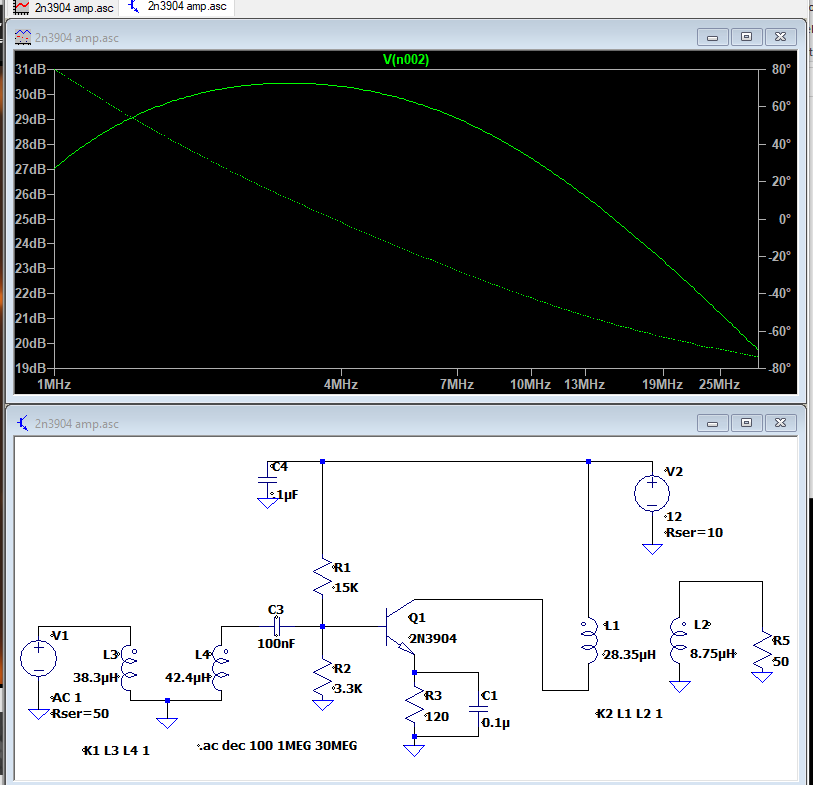 2n3904 amp.asc 2n3904 amp.asc
2n3904 amp.asc
V(n002)
31dB 80°
30dB 60°
29dB
28dB 40°
27dB 20°
26dB
25dB 0°
24dB
23dB -20°
22dB -40°
21dB
20dB -60°
19dB -80°
1MHz 4MHz 7MHz 10MHz 13MHz 19MHz 25MHz
2n3904 amp.asc
C4
.1µF
V2
12
Rser=10
R1
15K
C3
100nF
Q1
2N3904
L1
28.35µH
L2
8.75µH
R5
50
V1
AC 1
Rser=50
L3
38.3µH
L4
42.4µH
R2
3.3K
R3
120
C1
0.1µ
K2 L1 L2 1
K1 L3 L4 1
.ac dec 100 1MEG 30MEG